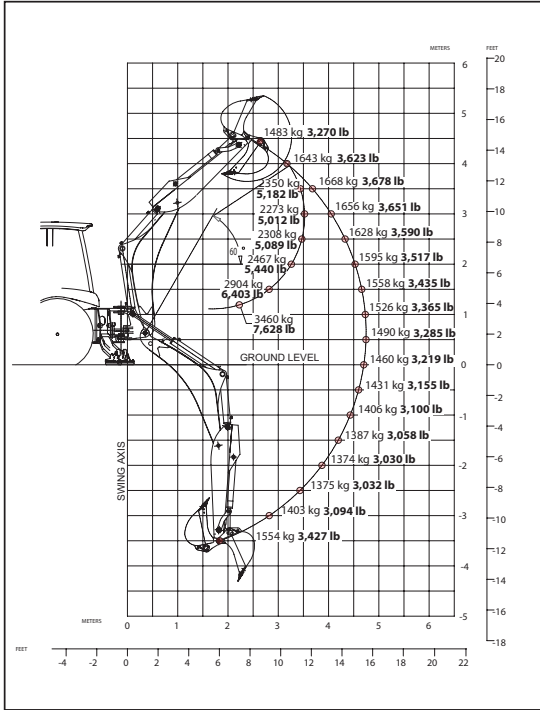 METERS FEET
20
6
18
16
5
1483 kg 3,270 lb
14
1643 kg 3,623 lb
4
2350 kg 5,182 lb
1668 kg 3,678 lb
12
2273 kg 5,012 lb
1656 kg 3,651 lb
3
10
2308 kg 5,089 lb
1628 kg 3,590 lb
60°
8
2467 kg 5,440 lb
1595 kg 3,517 lb
2
6
2904 kg 6,403 lb
1558 kg 3,435 lb
4
3460 kg 7,628 lb
1526 kg 3,365 lb
1
2
1490 kg 3,285 lb
GROUND LEVEL
1460 kg 3,219 lb
0
0
1431 kg 3,155 lb
-2
1406 kg 3,100 lb
-1
-4
1387 kg 3,058 lb
1374 kg 3,030 lb
-2
-6
1375 kg 3,032 lb
-8
1403 kg 3,094 lb
-3
-10
1554 kg 3,427 lb
-12
-4
-14
-16
-5
-18
SWING AXIS
METERS
0 1 2 3 4 5 6
FEET
-4 -2 0 2 4 6 8 10 12 14 16 18 20 22